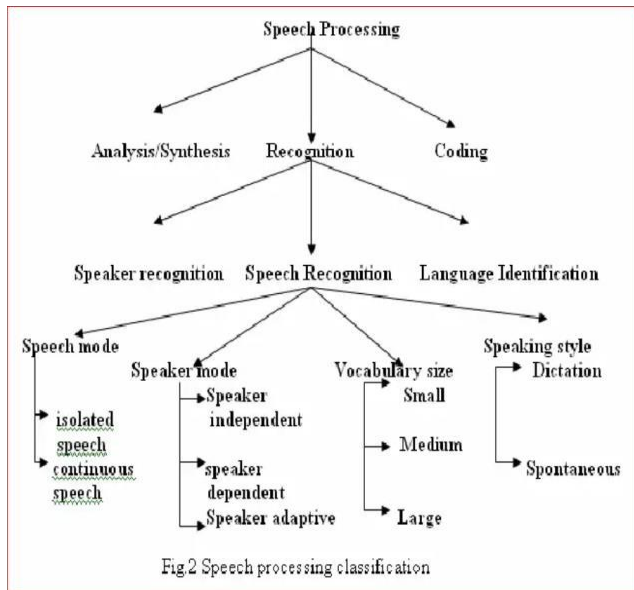 Speech Processing
Analysis/Synthesis Recognition Coding
Speaker recognition Speech Recognition Language Identification
Speech mode
isolated
speech
continuous
speech
Speaker mode
Speaker
independent
speaker
dependent
Speaker adaptive
Vocabulary size
Small
Medium
Large
Speaking style
Dictation
Spontaneous
Fig.2 Speech processing classification